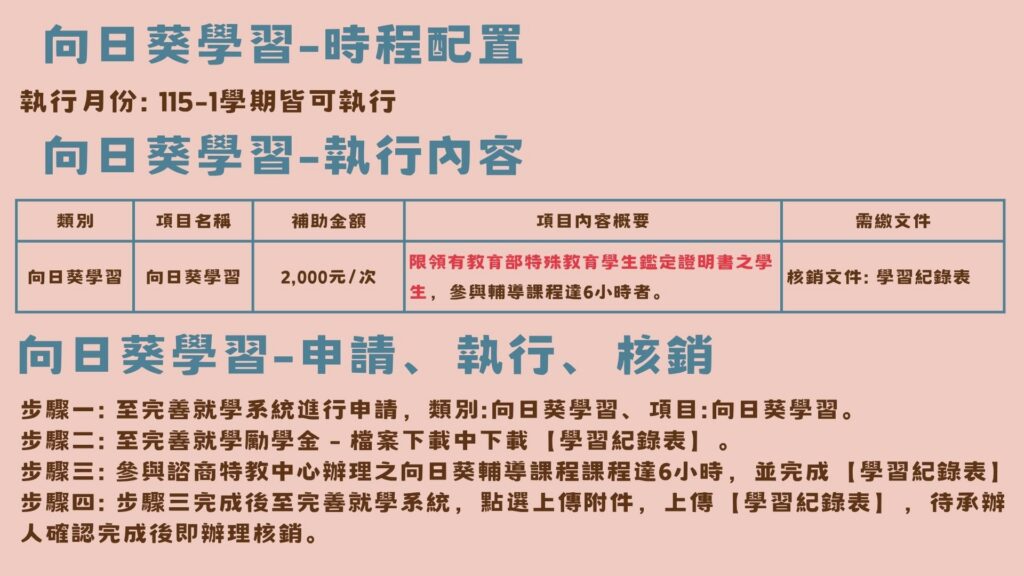 向日葵學習-時程配置
執行月份: 115-1學期皆可執行
向日葵學習-執行內容
類別 項目名稱 補助金額 項目內容概要 需繳文件
向日葵學習 向日葵學習 2,000元/次 限領有教育部特殊教育學生鑑定證明書之學
生，參與輔導課程達6小時者。 核銷文件: 學習紀錄表
向日葵學習-申請、執行、核銷
步驟一: 至完善就學系統進行申請，類別:向日葵學習、項目:向日葵學習。
步驟二: 至完善就學勵學金 - 檔案下載中下載【學習紀錄表】。
步驟三: 參與諮商特教中心辦理之向日葵輔導課程課程達6小時，並完成【學習紀錄表】
步驟四: 步驟三完成後至完善就學系統，點選上傳附件，上傳【學習紀錄表】，待承辦
人確認完成後即辦理核銷。